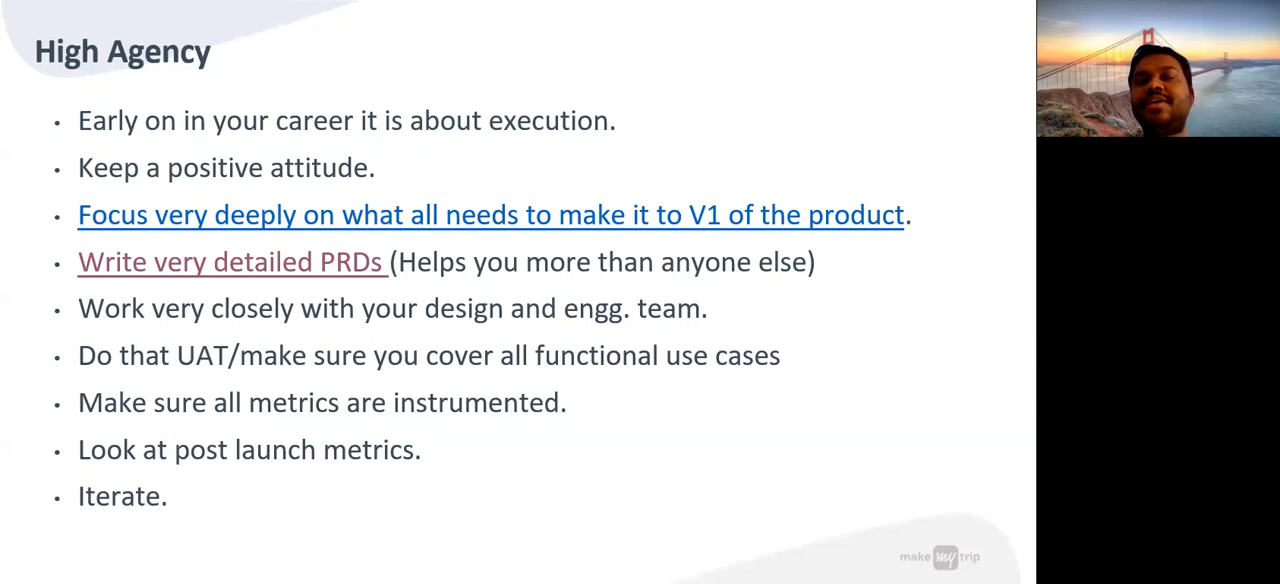 High Agency
• Early on in your career it is about execution.
• Keep a positive attitude.
• Focus very deeply on what all needs to make it to V1 of the product.
• Write very detailed PRDs (Helps you more than anyone else)
• Work very closely with your design and engg. team.
• Do that UAT/make sure you cover all functional use cases
• Make sure all metrics are instrumented.
• Look at post launch metrics.
• Iterate.
make my trip